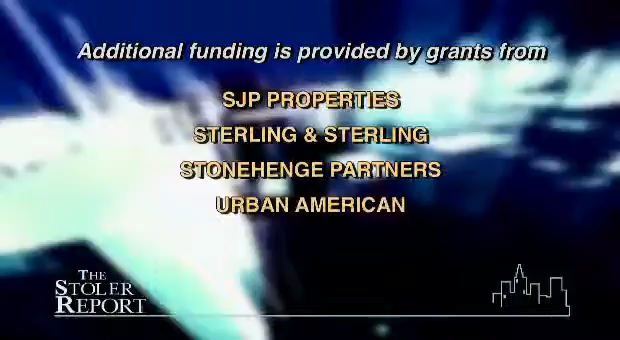 Additional funding is provided by grants from
SJP PROPERTIES
STERLING & STERLING
STONEHENGE PARTNERS
URBAN AMERICAN
THE
STOLER
REPORT